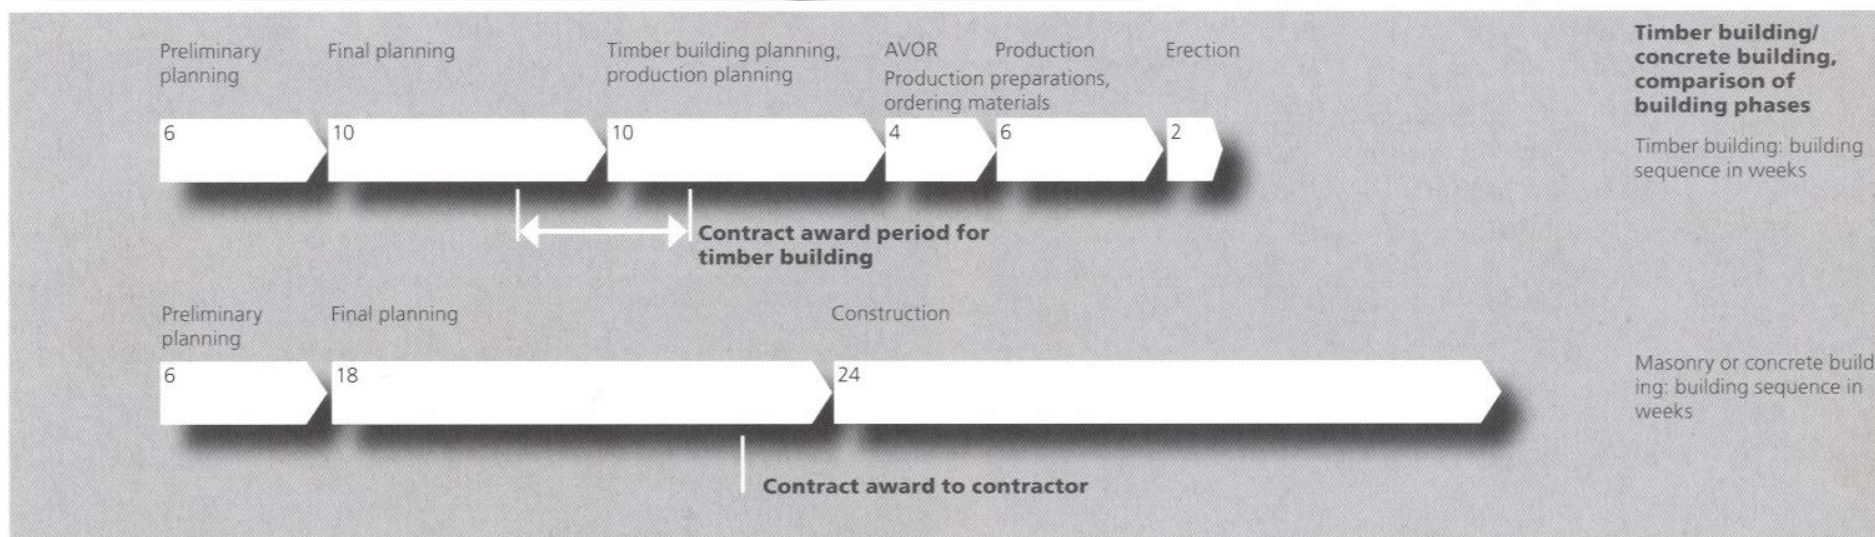 Preliminary
planning
Final planning
Timber building planning,
production planning
AVOR
Production
Production preparations,
ordering materials
Erection
6
10
10
4
6
2
Contract award period for
timber building
Timber building/
concrete building,
comparison of
building phases
Timber building: building
sequence in weeks
Preliminary
planning
Final planning
Construction
6
18
24
Contract award to contractor
Masonry or concrete build
ing: building sequence in
weeks